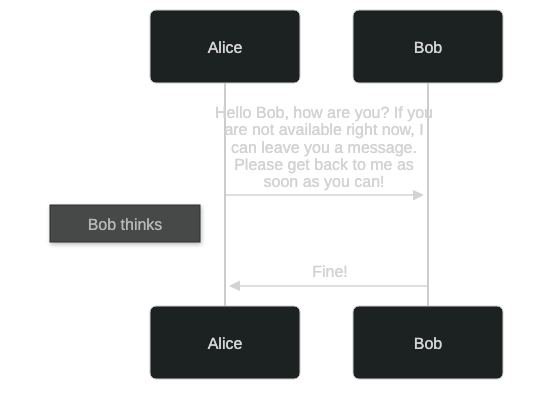 Alice
Bob
Hello Bob, how are you? If you
are not available right now, I
can leave you a message.
Please get back to me as
soon as you can!
Bob thinks
Fine!
Alice
Bob